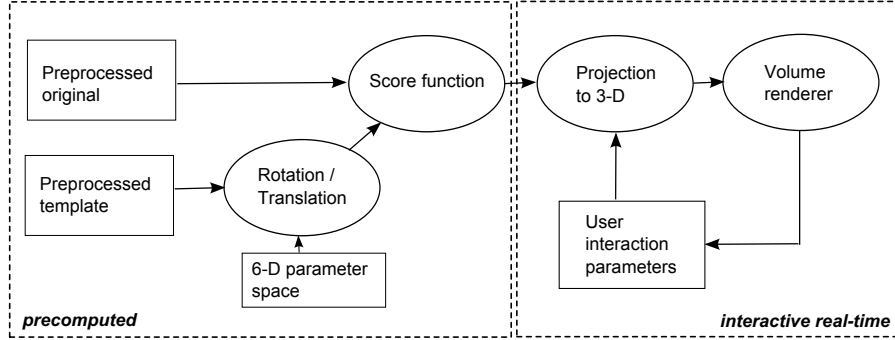 Preprocessed
original
Score function
Projection
to 3-D
Volume
renderer
Preprocessed
template
Rotation /
Translation
6-D parameter
space
User
interaction
parameters
precomputed
interactive real-time